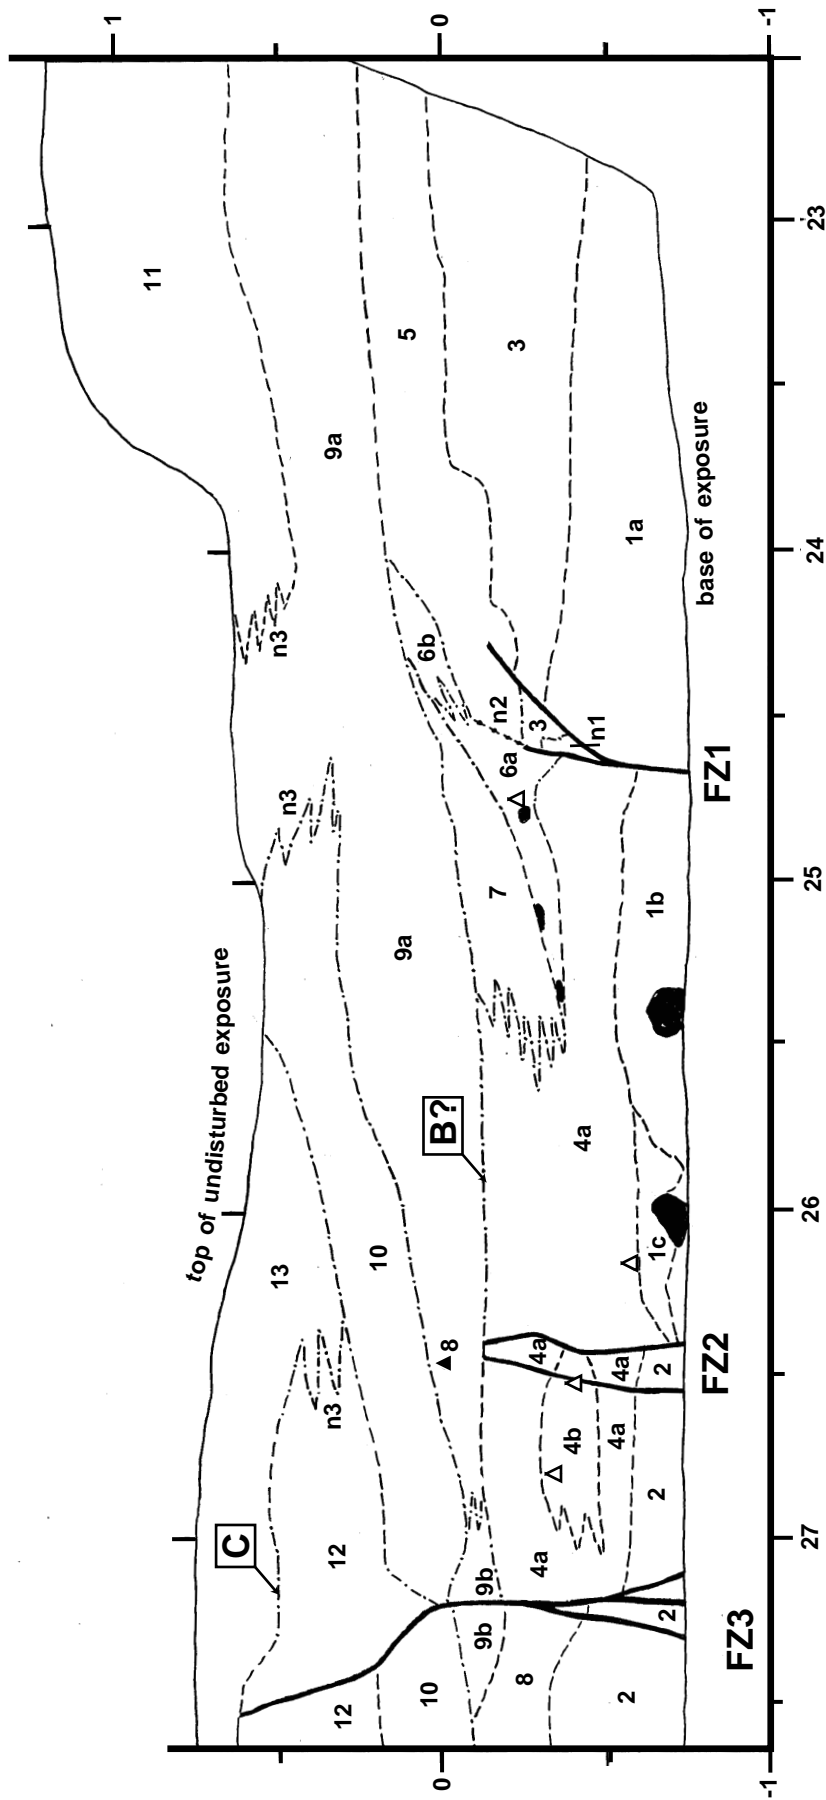 1
11
top of undisturbed exposure
C
13
n3
n3
12
n3
12
9a
10
9a
5
10
6b
0
B?
0
8
9b
9b
7
n2
6a
3
8
4a
4a
3
4b
4a
n1
4a
4a
2
1a
2
2
2
1c
1b
base of exposure
FZ3
FZ2
FZ1
-1
-1
27
26
25
24
23